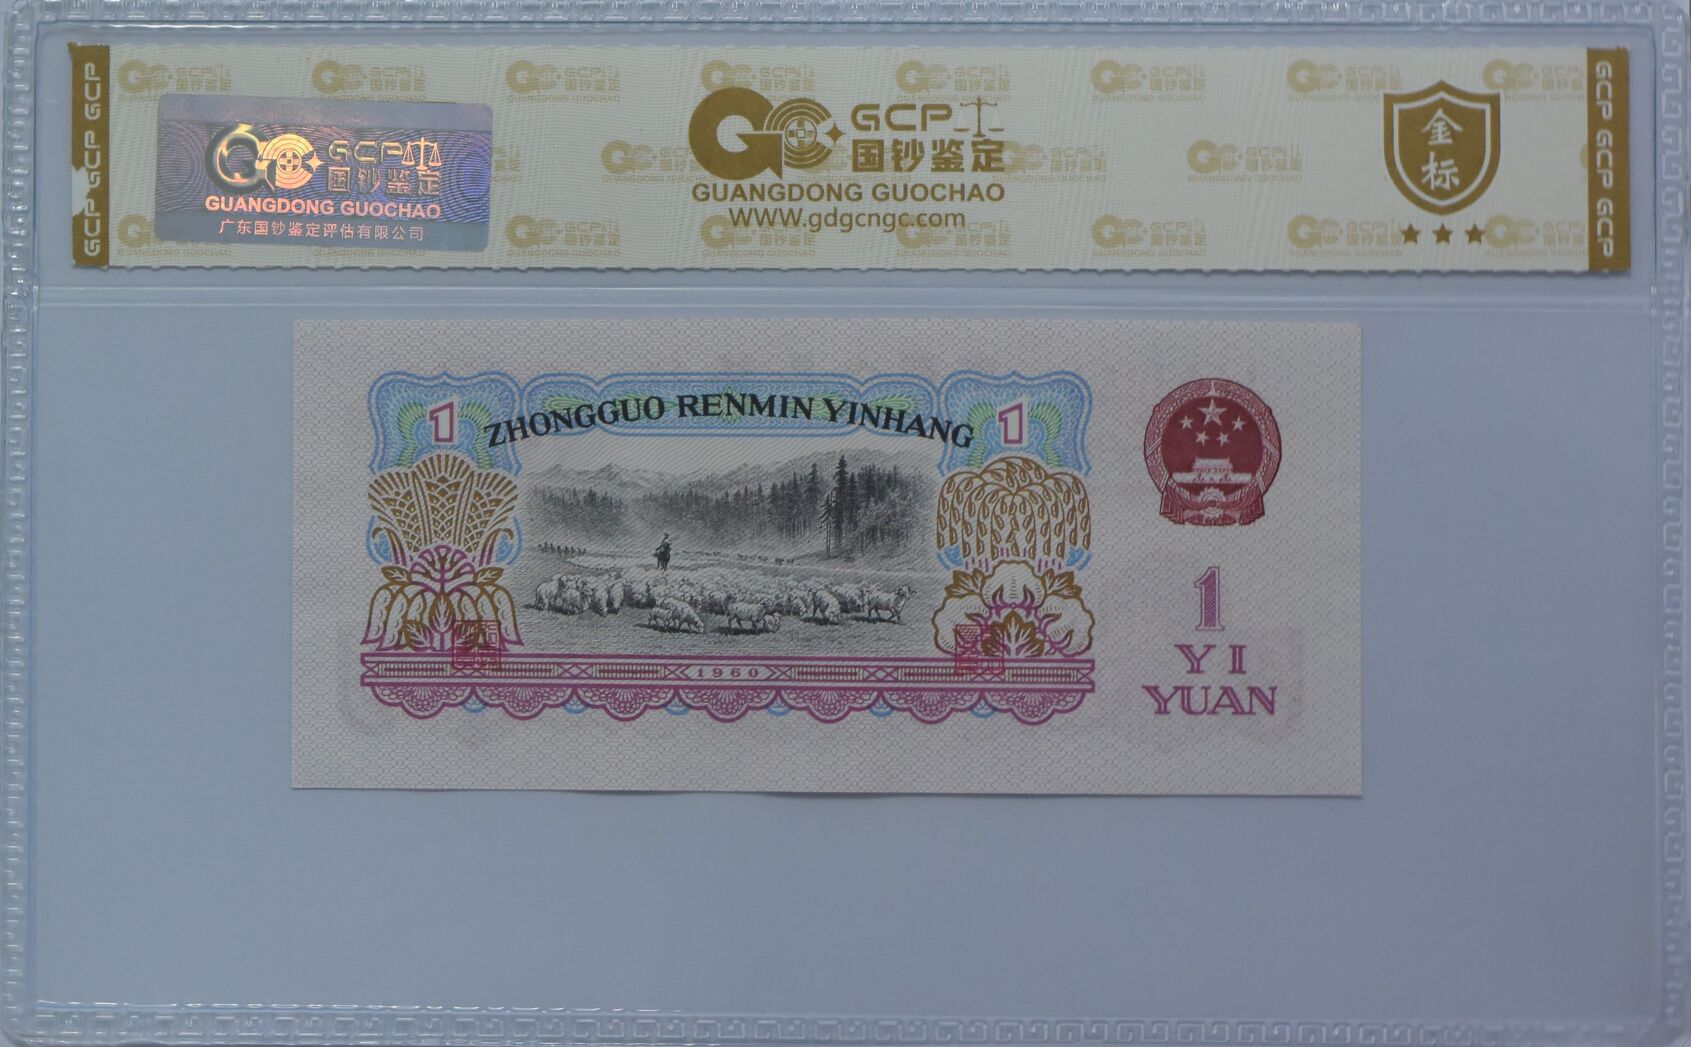 GCP GCP GCP
GCP
国钞鉴定
GUANGDONG GUOCHAO
广东国钞鉴定评估有限公司
GCP
国钞鉴定
GUANGDONG GUOCHAO
WWW.gdgcngc.com
金
标
GCP GCP GCP
ZHONGGUO RENMIN YINHANG
1
1
1960
1
YI
YUAN